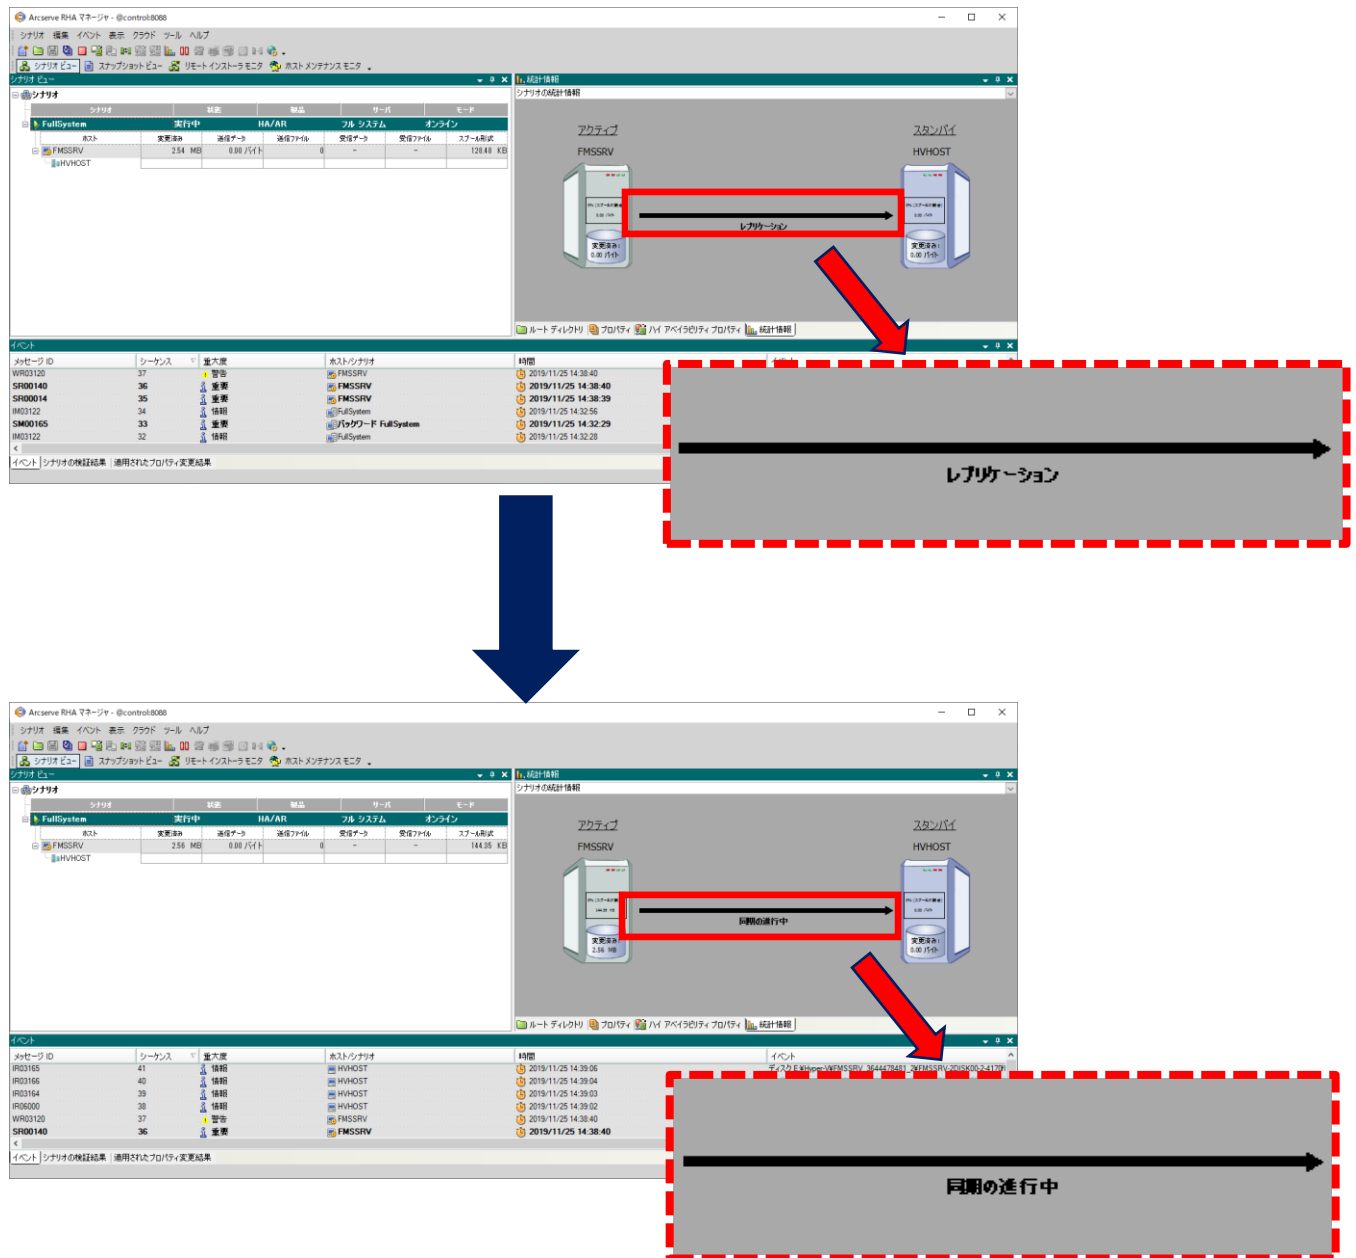 Arcserve RHA マネージャ - @control:8088
シナリオ 編集 イベント 表示 クラウド ツール ヘルプ
シナリオ ビュー スナップショット ビュー リモート インストーラ モニタ ホスト メンテナンス モニタ
シナリオ ビュー
シナリオ
シナリオ 状態 製品 サーバ モード
FullSystem 実行中 HA/AR フル システム オンライン
ホスト 変更済み 送信データ 送信ファイル 受信データ 受信ファイル スプール形式
FMSSRV 2.54 MB 0.00 バイト 0 - - 128.48 KB
HVHOST
統計情報
シナリオの統計情報
アクティブ スタンバイ
FMSSRV HVHOST
レプリケーション
変更済み: 変更済み:
0.00 バイト 0.00 バイト
ルート ディレクトリ プロパティ ハイ アベイラビリティ プロパティ 統計情報
イベント
メッセージ ID シーケンス 重大度 ホスト/シナリオ 時間
WR03120 37 警告 FMSSRV 2019/11/25 14:38:40
SR00140 36 重要 FMSSRV 2019/11/25 14:38:40
SR00014 35 重要 FMSSRV 2019/11/25 14:38:39
IM03122 34 情報 FullSystem 2019/11/25 14:32:56
SM00165 33 重要 バックワード FullSystem 2019/11/25 14:32:29
IM03122 32 情報 FullSystem 2019/11/25 14:32:28
イベント シナリオの検証結果 適用されたプロパティ変更結果
レプリケーション
Arcserve RHA マネージャ - @control:8088
シナリオ 編集 イベント 表示 クラウド ツール ヘルプ
シナリオ ビュー スナップショット ビュー リモート インストーラ モニタ ホスト メンテナンス モニタ
シナリオ ビュー
シナリオ
シナリオ 状態 製品 サーバ モード
FullSystem 実行中 HA/AR フル システム オンライン
ホスト 変更済み 送信データ 送信ファイル 受信データ 受信ファイル スプール形式
FMSSRV 2.56 MB 0.00 バイト 0 - - 144.35 KB
HVHOST
統計情報
シナリオの統計情報
アクティブ スタンバイ
FMSSRV HVHOST
同期の進行中
変更済み: 変更済み:
2.56 MB 0.00 バイト
ルート ディレクトリ プロパティ ハイ アベイラビリティ プロパティ 統計情報
イベント
メッセージ ID シーケンス 重大度 ホスト/シナリオ 時間 イベント
IR03165 41 情報 HVHOST 2019/11/25 14:39:06
IR03166 40 情報 HVHOST 2019/11/25 14:39:04
IR03164 39 情報 HVHOST 2019/11/25 14:39:03
IR06000 38 情報 HVHOST 2019/11/25 14:39:02
WR03120 37 警告 FMSSRV 2019/11/25 14:38:40
SR00140 36 重要 FMSSRV 2019/11/25 14:38:40
イベント シナリオの検証結果 適用されたプロパティ変更結果
同期の進行中